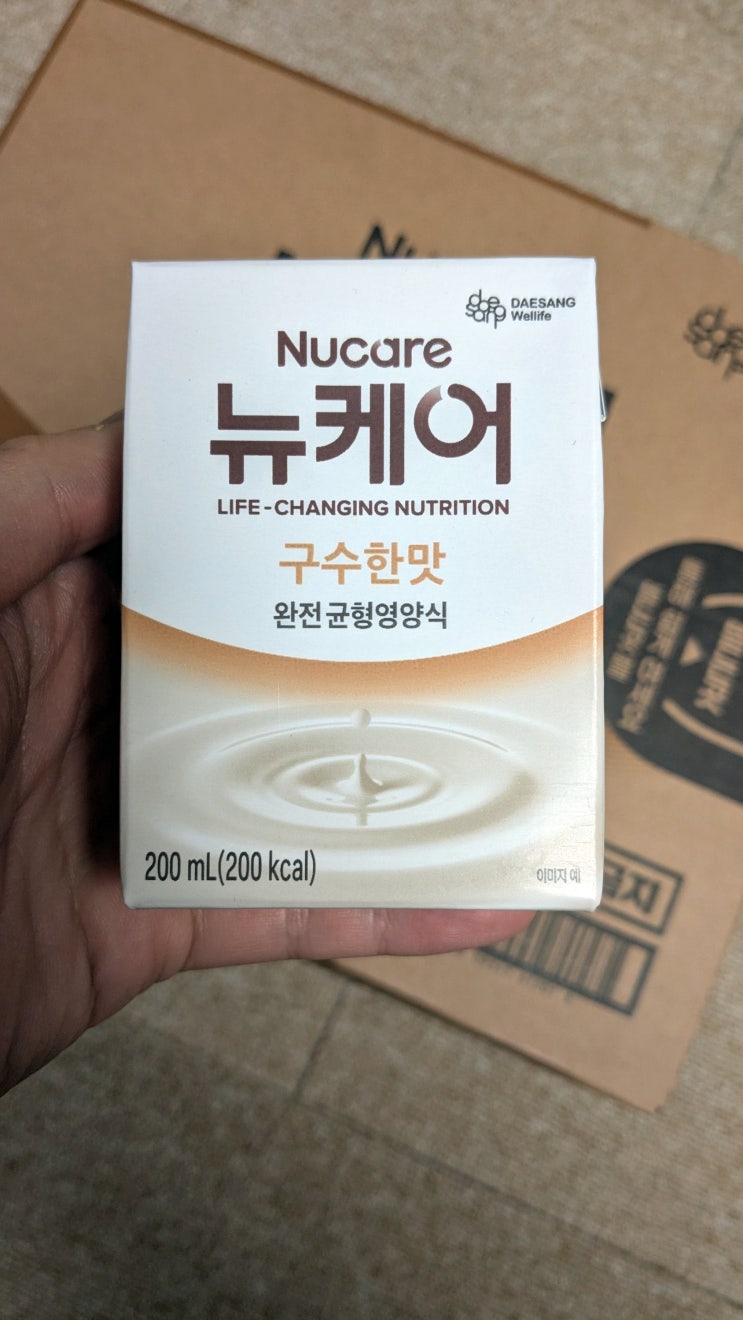 DAESANG
Wellife
Nucare
뉴케어
LIFE-CHANGING NUTRITION
구수한맛
완전균형영양식
200 mL(200 kcal)
이미지 예